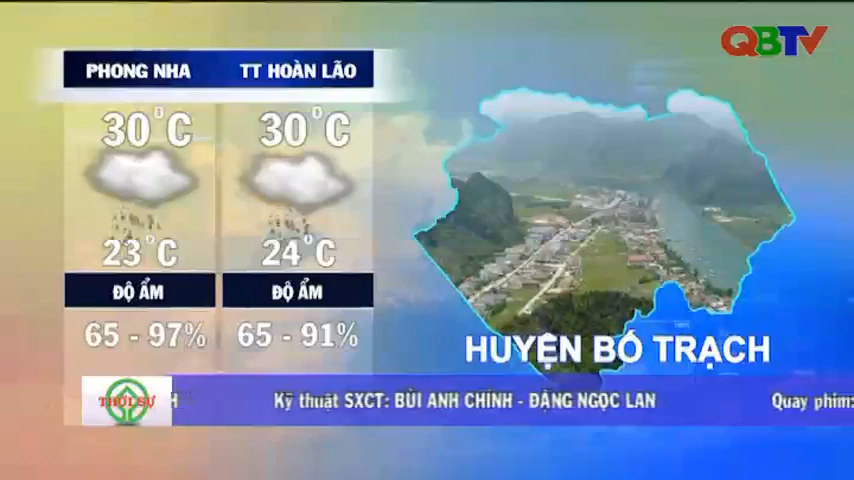 QBTV
PHONG NHA
TT HOÀN LÃO
30°C
30°C
23°C
24°C
ĐỘ ẨM
ĐỘ ẨM
65 - 97%
65 - 91%
HUYỆN BỐ TRẠCH
THỜI SỰ
H
Kỹ thuật SXCT: BÙI ANH CHÍNH - ĐẶNG NGỌC LAN
Quay phim: